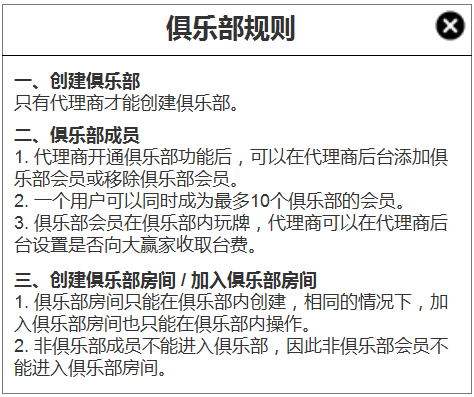 俱乐部规则
一、创建俱乐部
只有代理商才能创建俱乐部。
二、俱乐部成员
1. 代理商开通俱乐部功能后，可以在代理商后台添加俱
乐部会员或移除俱乐部会员。
2. 一个用户可以同时成为最多10个俱乐部的会员。
3. 俱乐部会员在俱乐部内玩牌，代理商可以在代理商后
台设置是否向大赢家收取台费。
三、创建俱乐部房间 / 加入俱乐部房间
1. 俱乐部房间只能在俱乐部内创建，相同的情况下，加
入俱乐部房间也只能在俱乐部内操作。
2. 非俱乐部成员不能进入俱乐部，因此非俱乐部会员不
能进入俱乐部房间。